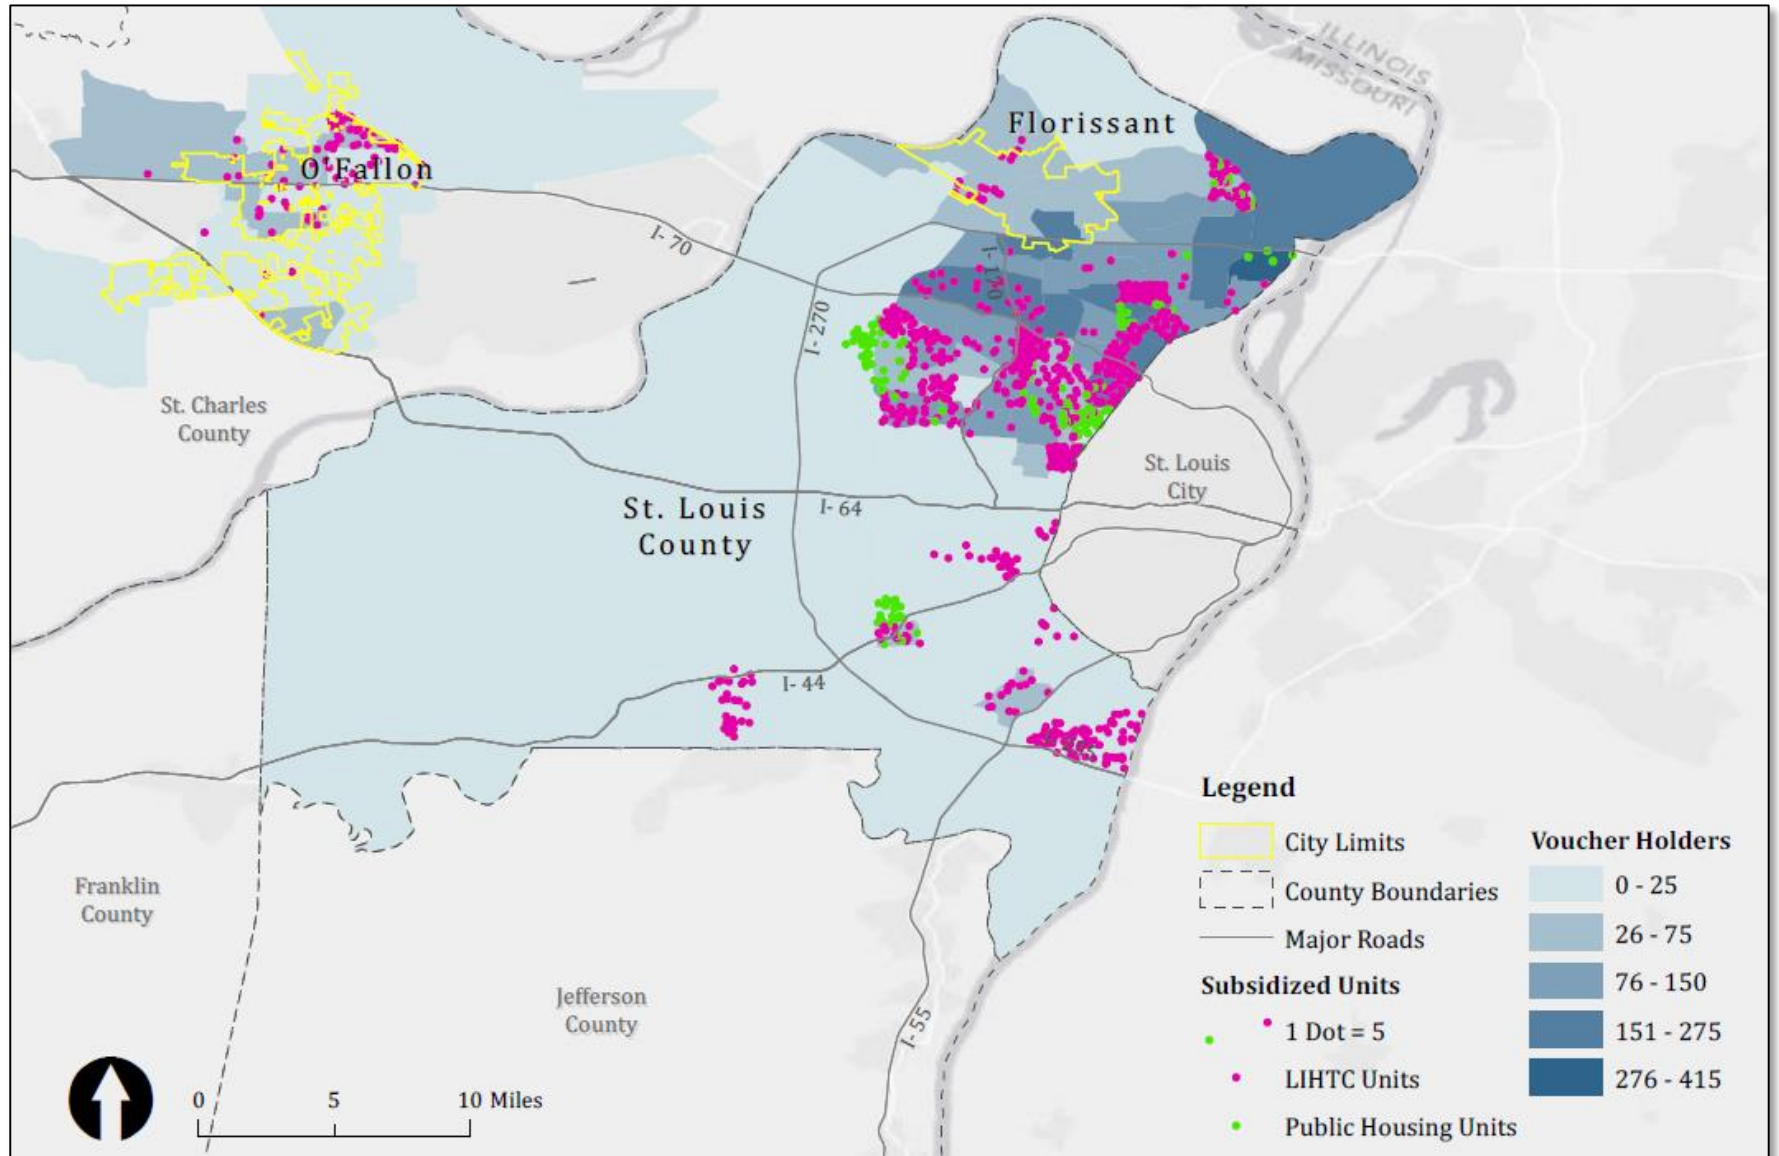 ILLINOIS
MISSOURI
Florissant
O'Fallon
I- 70
I- 170
I- 270
St. Charles
County
St. Louis
City
St. Louis
County
I- 64
I- 44
Franklin
County
Jefferson
County
I- 55
0 5 10 Miles
Legend
City Limits
County Boundaries
Major Roads
Subsidized Units
1 Dot = 5
LIHTC Units
Public Housing Units
Voucher Holders
0 - 25
26 - 75
76 - 150
151 - 275
276 - 415